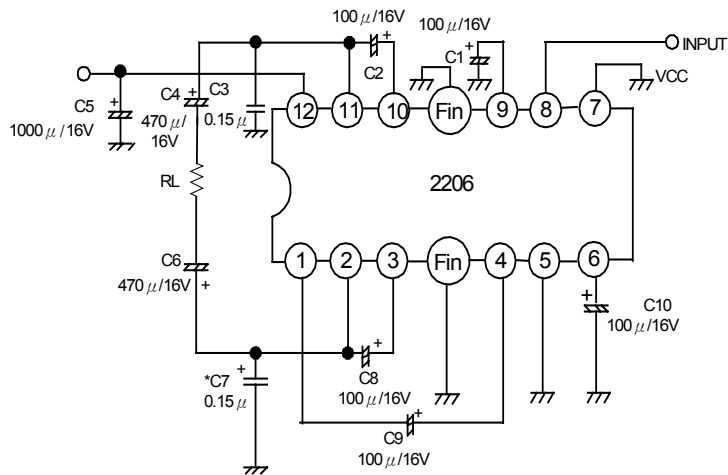 100μ/16V
100μ/16V
INPUT
C2
C1
VCC
C5
1000μ/16V
C4
470μ/
16V
C3
0.15μ
12
11
10
Fin
9
8
7
RL
2206
C6
470μ/16V
1
2
3
Fin
4
5
6
*C7
0.15μ
C8
100μ/16V
C10
100μ/16V
C9
100μ/16V
+
+
+
+
+
+
+
+
+
+